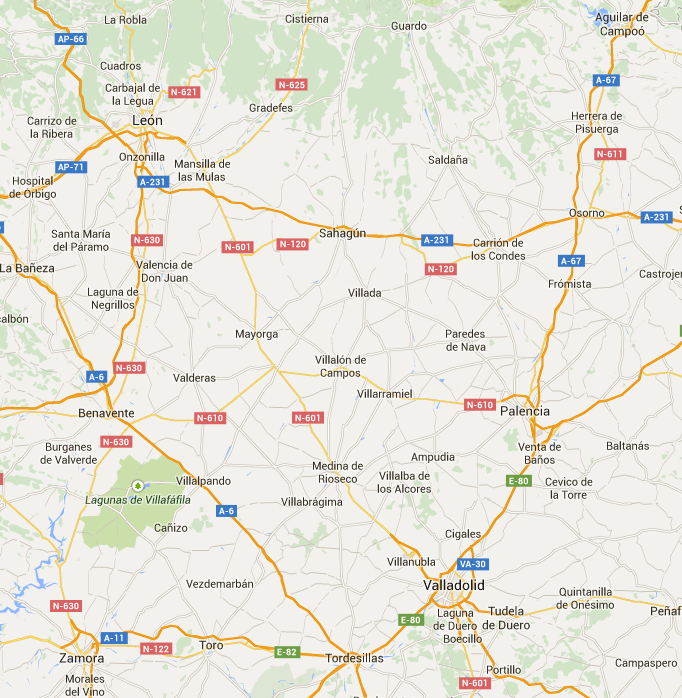 La Robla
Cistierna
Guardo
Aguilar de
Campoó
AP-66
Cuadros
A-67
Carbajal de
la Legua
N-621
N-625
Gradefes
León
Carrizo de
la Ribera
Herrera de
Pisuerga
Onzonilla
Mansilla de
las Mulas
Saldaña
N-611
AP-71
A-231
Hospital
de Orbigo
Osorno
A-231
Santa María
del Páramo
N-630
N-601
N-120
Sahagún
A-231
Carrión de
los Condes
La Bañeza
Valencia de
Don Juan
N-120
A-67
Castrojer
Laguna de
Negrillos
Villada
Frómista
calbón
Mayorga
Paredes
de Nava
Villalón de
Campos
A-6
N-630
Valderas
Villarramiel
Benavente
N-610
N-601
N-610
Palencia
N-630
Burganes
de Valverde
Venta de
Baños
Baltanás
Ampudia
Medina de
Rioseco
Villalba de
los Alcores
Villalpando
E-80
Cevico de
la Torre
Lagunas de Villafáfila
Villabrágima
A-6
Cañizo
Cigales
Villanubla
VA-30
Vezdemarbán
Valladolid
Quintanilla
de Onésimo
N-630
E-80
Laguna
de Duero
Tudela
de Duero
Peñaf
Boecillo
A-11
N-122
Toro
E-82
Tordesillas
Zamora
Campaspero
Portillo
Morales
del Vino
N-601